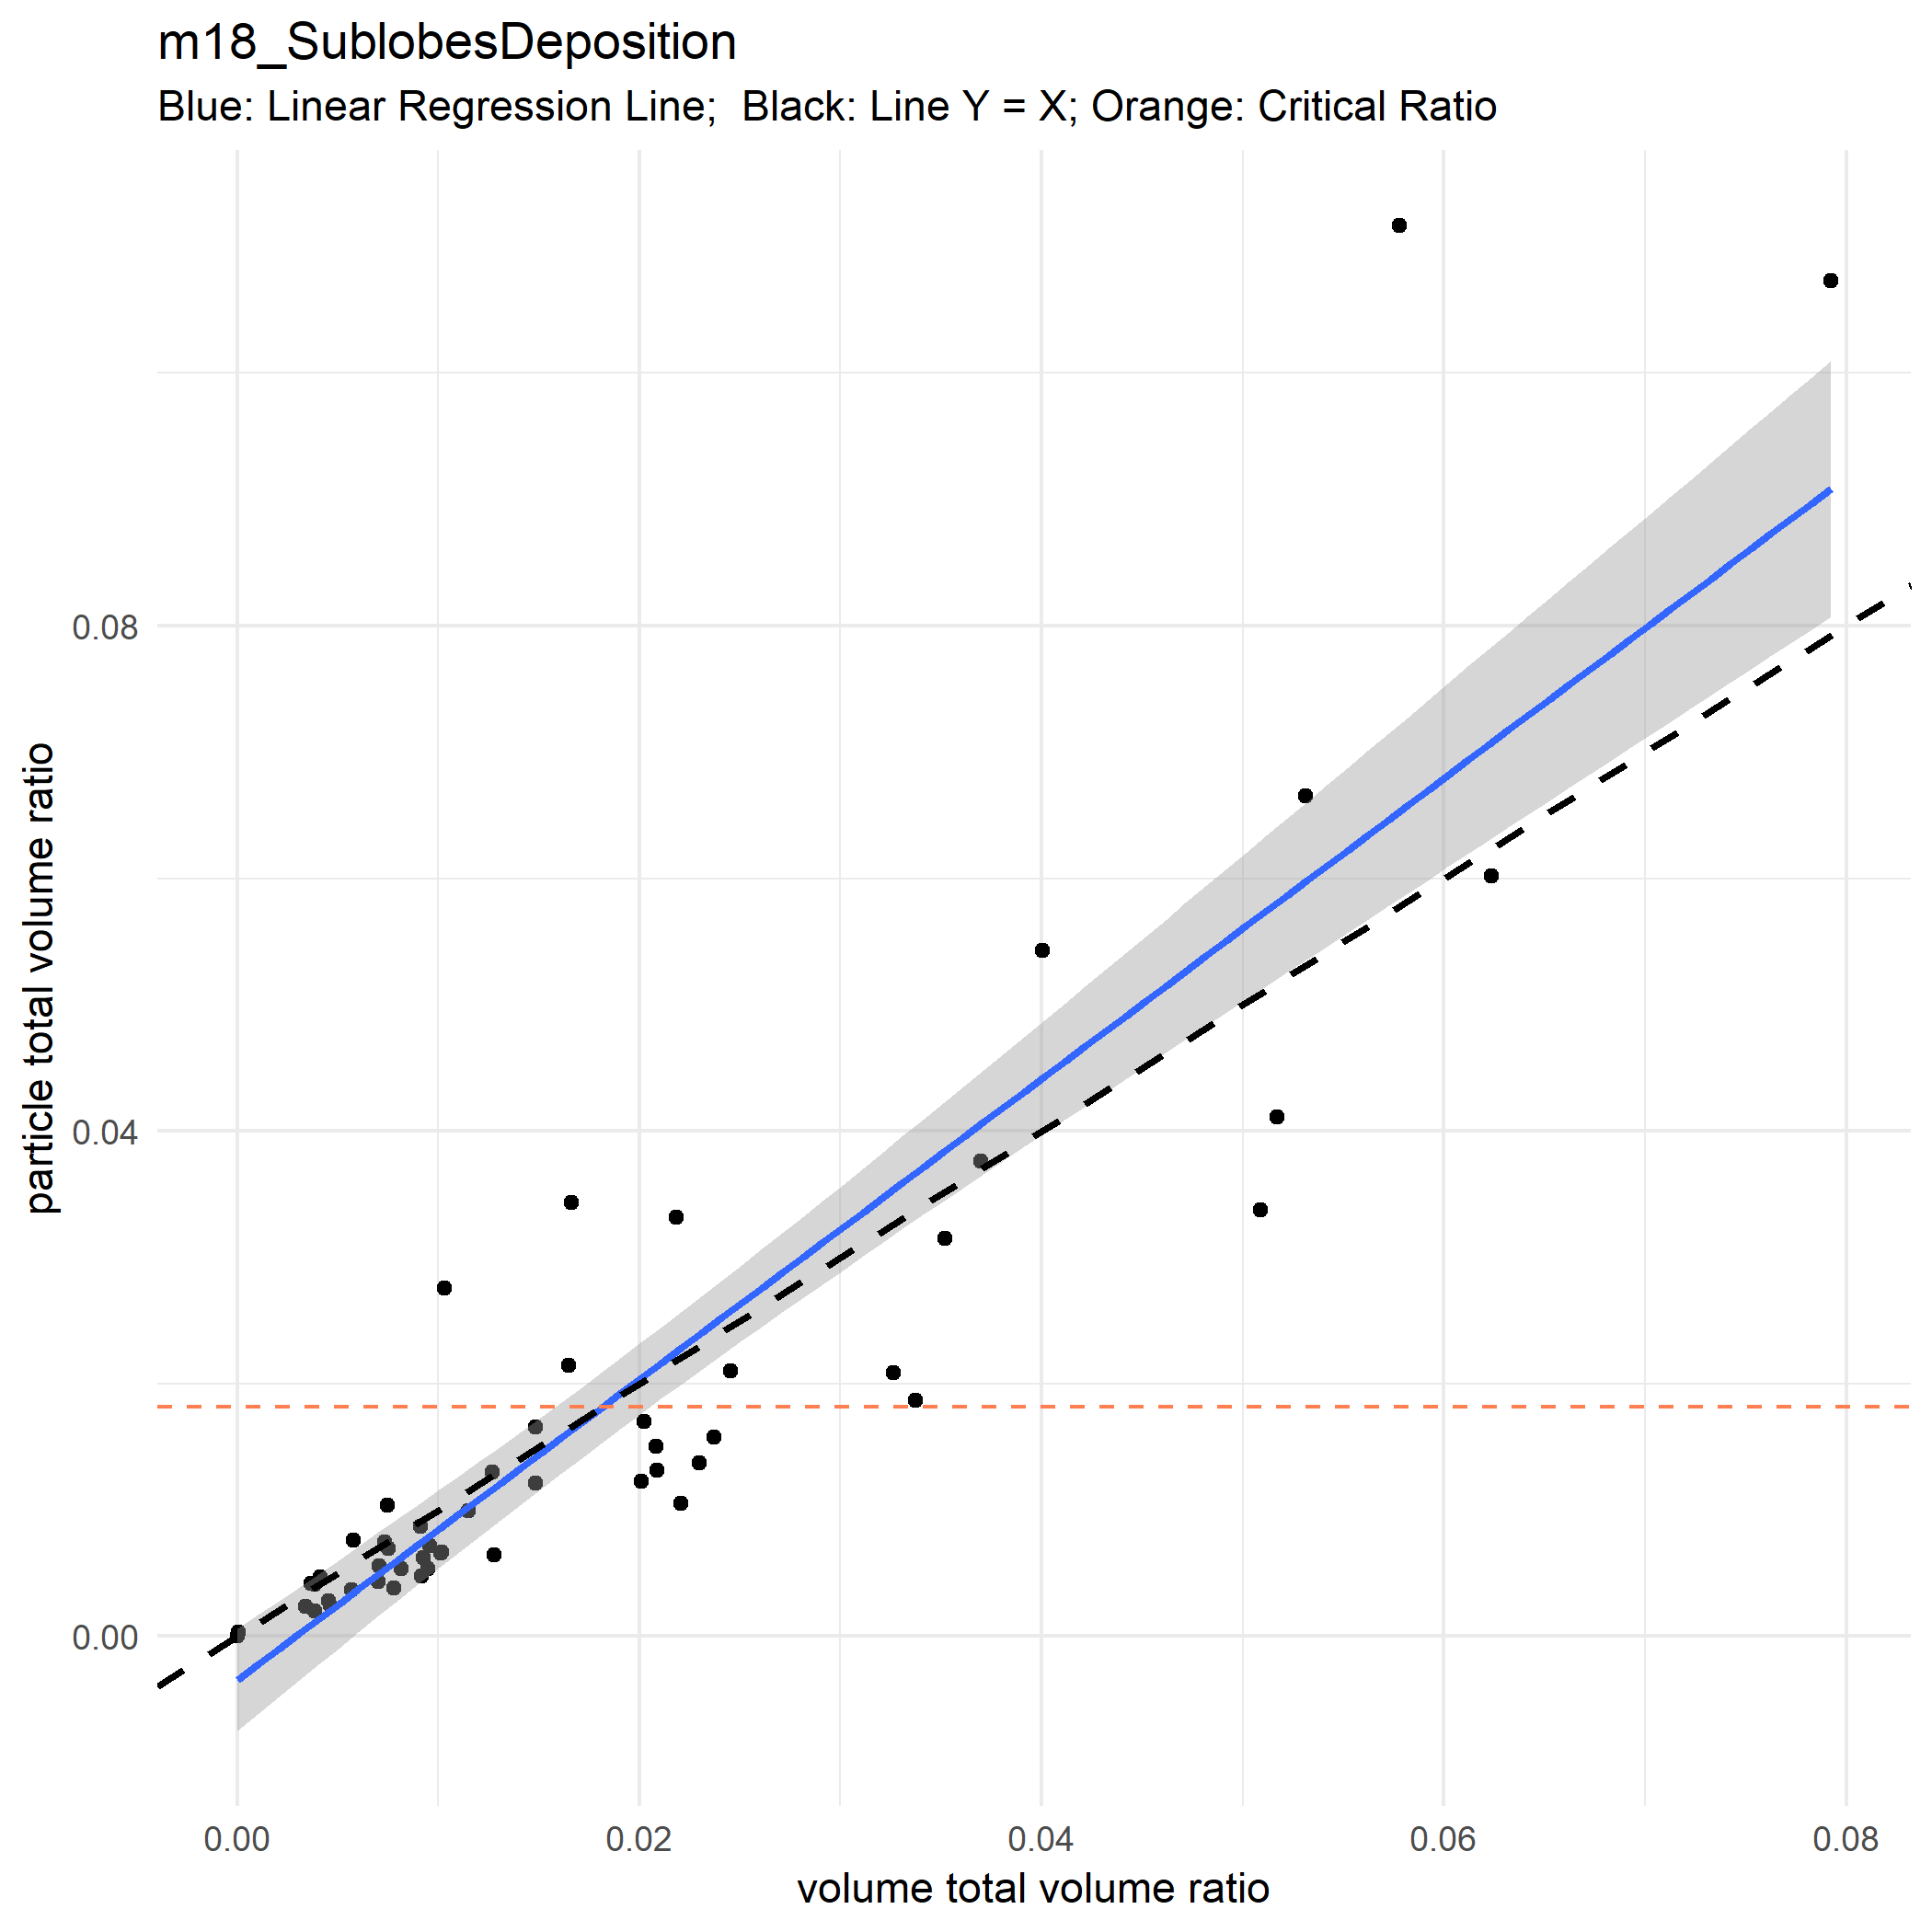 m18_SublobesDeposition
Blue: Linear Regression Line;  Black: Line Y = X; Orange: Critical Ratio
0.08
0.04
0.00
particle total volume ratio
0.00 0.02 0.04 0.06 0.08
volume total volume ratio